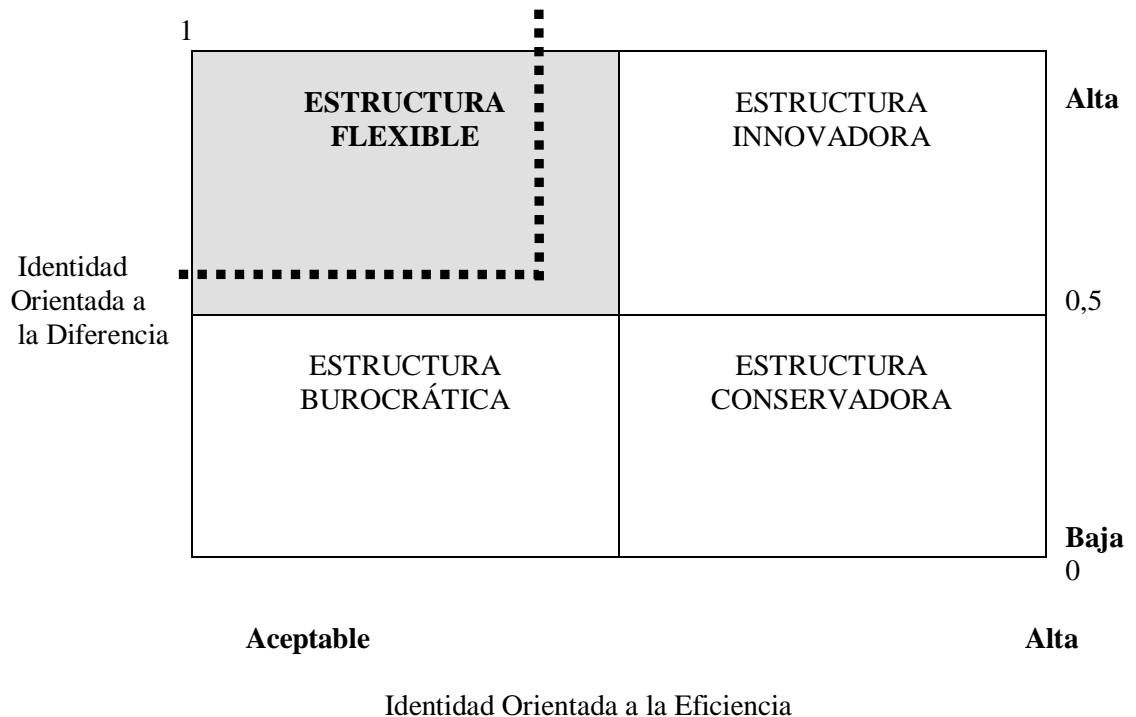 1
ESTRUCTURA
FLEXIBLE
ESTRUCTURA
INNOVADORA
Alta
Identidad
Orientada a
la Diferencia
0,5
ESTRUCTURA
BUROCRÁTICA
ESTRUCTURA
CONSERVADORA
Baja
0
Aceptable
Alta
Identidad Orientada a la Eficiencia